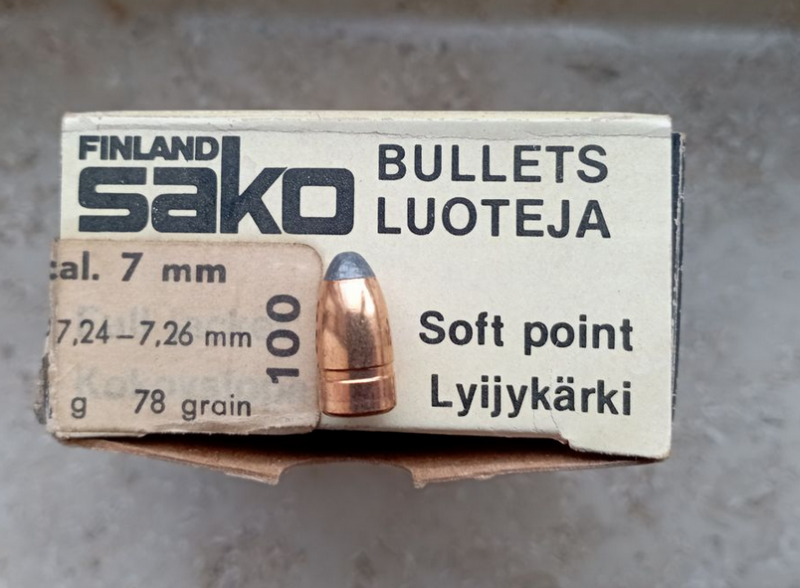 FINLAND
sako
BULLETS
LUOTEJA
cal. 7 mm
7,24–7,26 mm
g 78 grain
100
Soft point
Lyijykärki